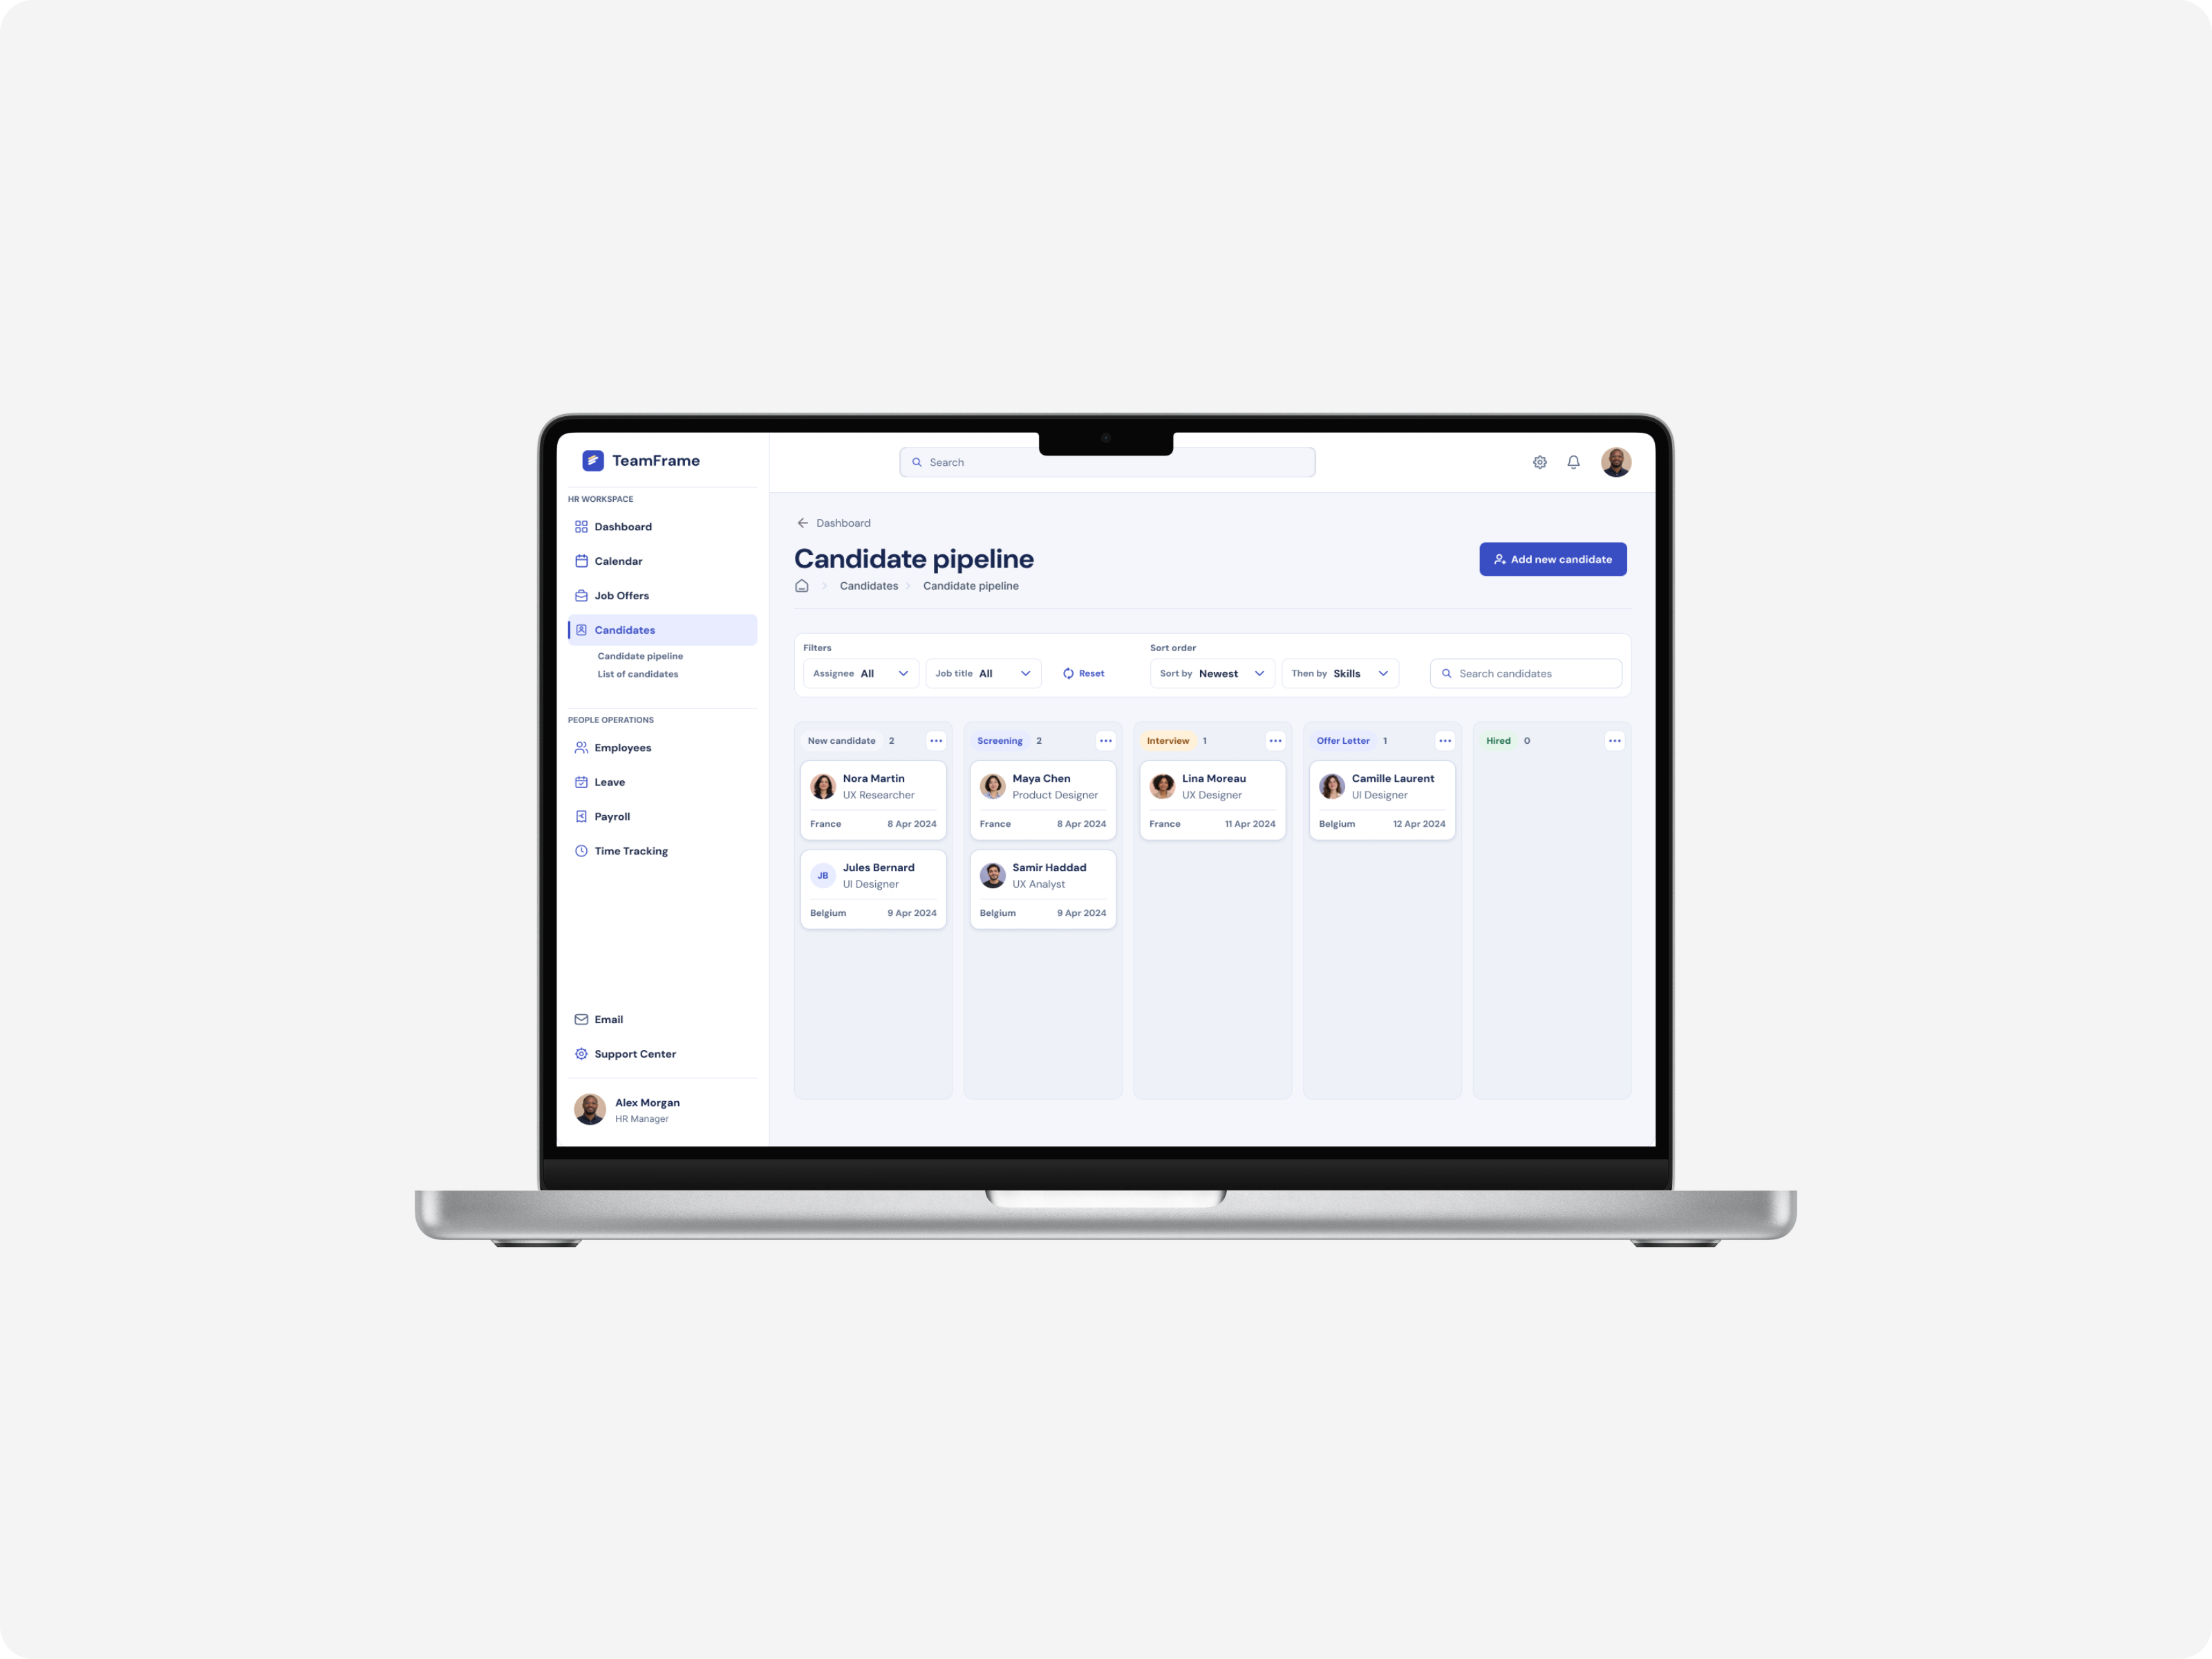 TeamFrame
Search
HR WORKSPACE
Dashboard
Calendar
Job Offers
Candidates
Candidate pipeline
List of candidates
PEOPLE OPERATIONS
Employees
Leave
Payroll
Time Tracking
Email
Support Center
Alex Morgan
HR Manager
Dashboard
Candidate pipeline
Add new candidate
Candidates
Candidate pipeline
Filters
Assignee All
Job title All
Reset
Sort order
Sort by Newest
Then by Skills
Search candidates
New candidate 2
Nora Martin
UX Researcher
France 8 Apr 2024
JB
Jules Bernard
UI Designer
Belgium 9 Apr 2024
Screening 2
Maya Chen
Product Designer
France 8 Apr 2024
Samir Haddad
UX Analyst
Belgium 9 Apr 2024
Interview 1
Lina Moreau
UX Designer
France 11 Apr 2024
Offer Letter 1
Camille Laurent
UI Designer
Belgium 12 Apr 2024
Hired 0